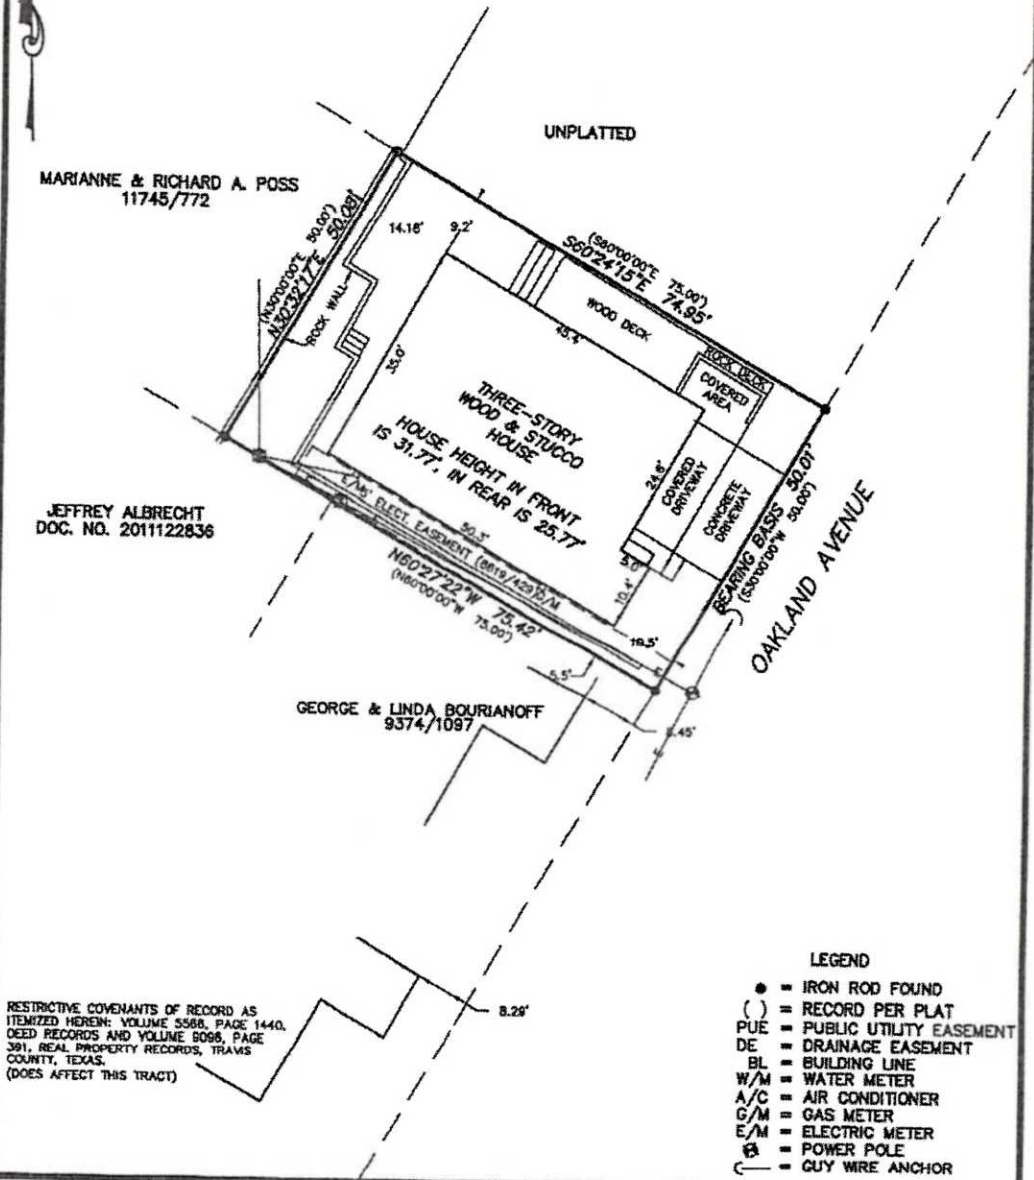 UNPLATTED
MARIANNE & RICHARD A. POSS
11745/772
(N30'00'00"E 50.00')
N30'32'17"E 50.08'
14.16'
9.2'
(S60'00'00"E 75.00')
S60'24'15"E 74.95'
ROCK WALL
WOOD DECK
45.4'
35.0'
ROCK DECK
COVERED
AREA
THREE-STORY
WOOD & STUCCO
HOUSE
HOUSE HEIGHT IN FRONT
IS 31.77', IN REAR IS 25.77'
24.6'
COVERED
DRIVEWAY
CONCRETE
DRIVEWAY
BEARING BASIS 50.01'
(S30'00'00"W 50.00')
OAKLAND AVENUE
JEFFREY ALBRECHT
DOC. NO. 2011122836
E/M
5' ELECT. EASEMENT (8619/429)
G/M
50.3'
5.0'
10.4'
19.5'
N60'27'22"W 75.42'
(N60'00'00"W 75.00')
5.5'
GEORGE & LINDA BOURIANOFF
9374/1097
8.29'
RESTRICTIVE COVENANTS OF RECORD AS
ITEMIZED HEREIN: VOLUME 5566, PAGE 1440,
DEED RECORDS AND VOLUME 9096, PAGE
391, REAL PROPERTY RECORDS, TRAVIS
COUNTY, TEXAS.
(DOES AFFECT THIS TRACT)
LEGEND
● = IRON ROD FOUND
( ) = RECORD PER PLAT
PUE = PUBLIC UTILITY EASEMENT
DE = DRAINAGE EASEMENT
BL = BUILDING LINE
W/M = WATER METER
A/C = AIR CONDITIONER
G/M = GAS METER
E/M = ELECTRIC METER
= POWER POLE
= GUY WIRE ANCHOR